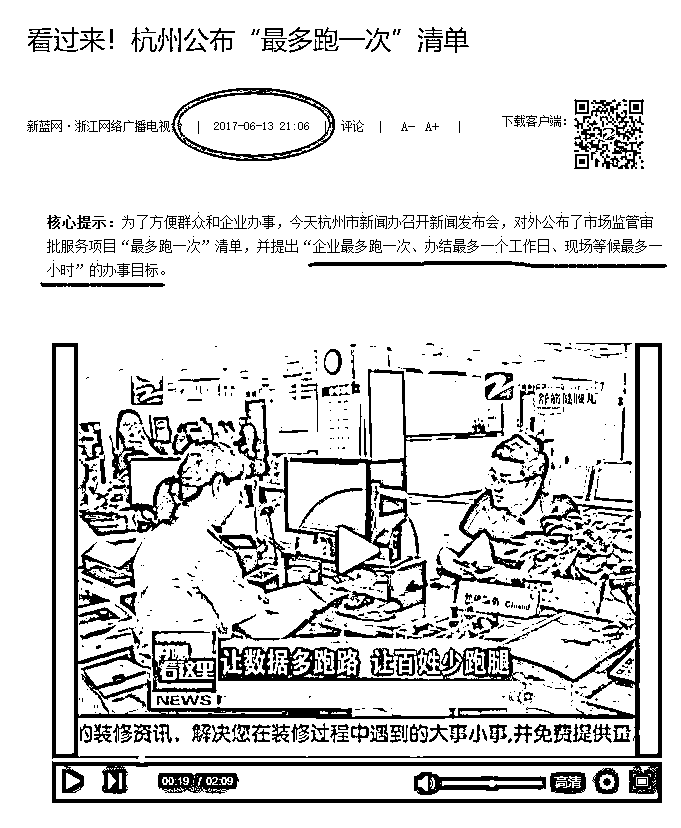 看过来！杭州公布“最多跑一次”清单
新蓝网·浙江网络广播电视 | 2017-06-13 21:06 | 评论 | A- A+ |
下载客户端：
核心提示：为了方便群众和企业办事，今天杭州市新闻办召开新闻发布会，对外公布了市场监管审
批服务项目“最多跑一次”清单，并提出“企业最多跑一次、办结最多一个工作日、现场等候最多一
小时”的办事目标。
看这里
让数据多跑路 让百姓少跑腿
NEWS
的装修资讯，解决您在装修过程中遇到的大事小事,并免费提供
00:19 / 02:09
高清